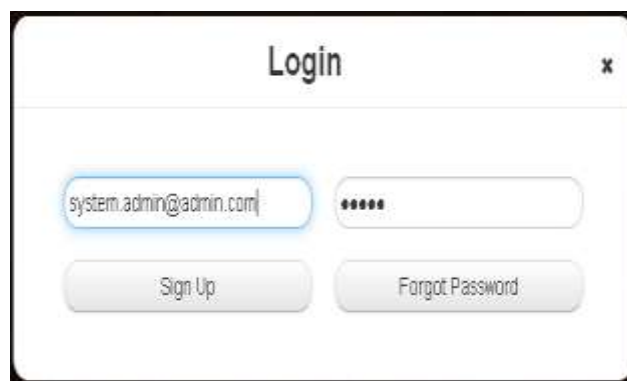 Login
x
system.admin@admin.com
•••••
Sign Up
Forgot Password